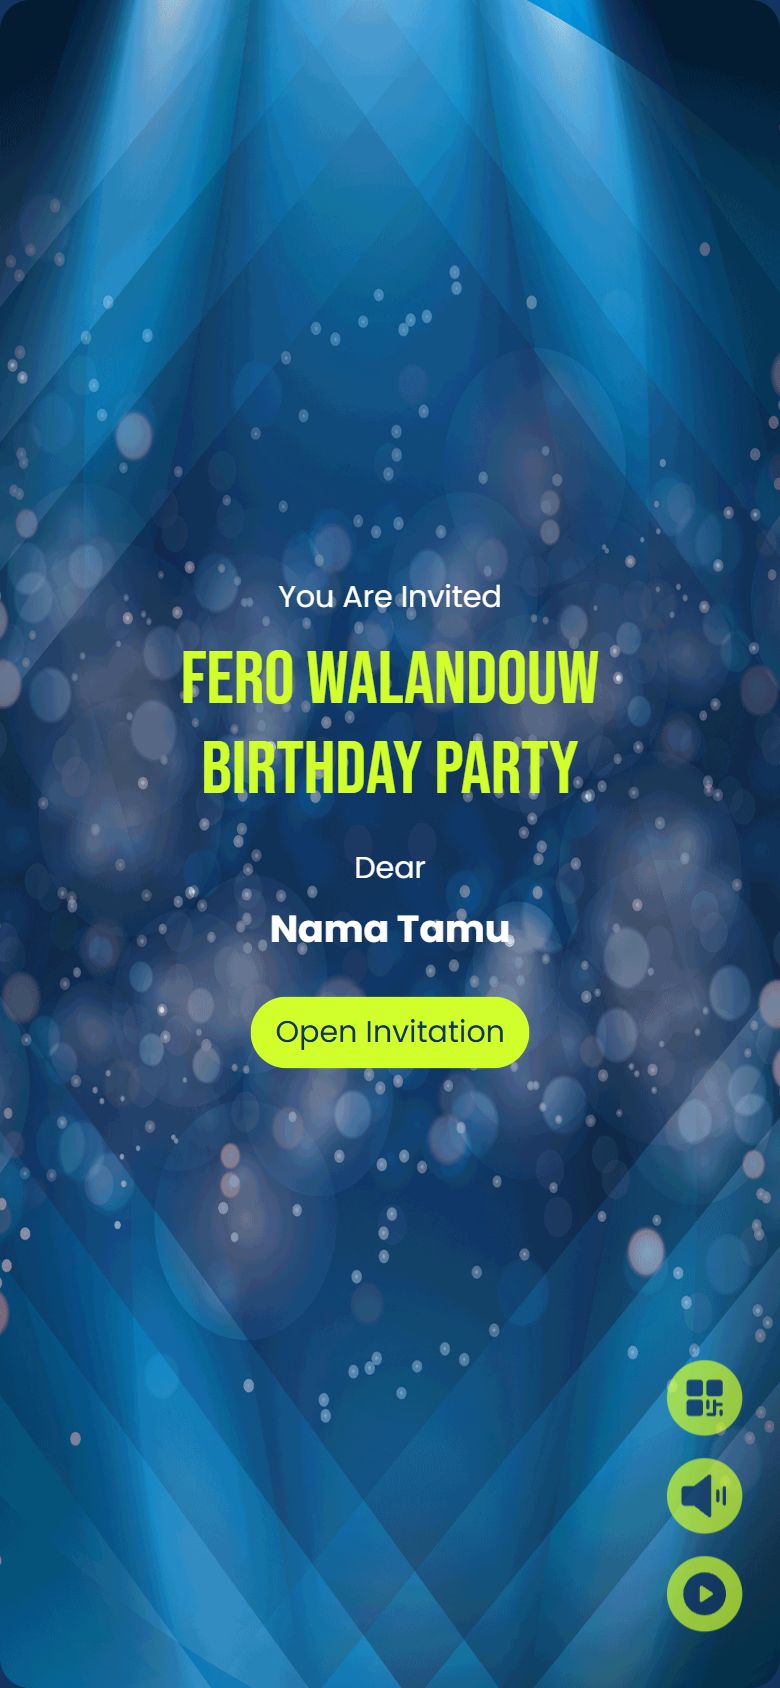 You Are Invited
FERO WALANDOUW
BIRTHDAY PARTY
Dear
Nama Tamu
Open Invitation